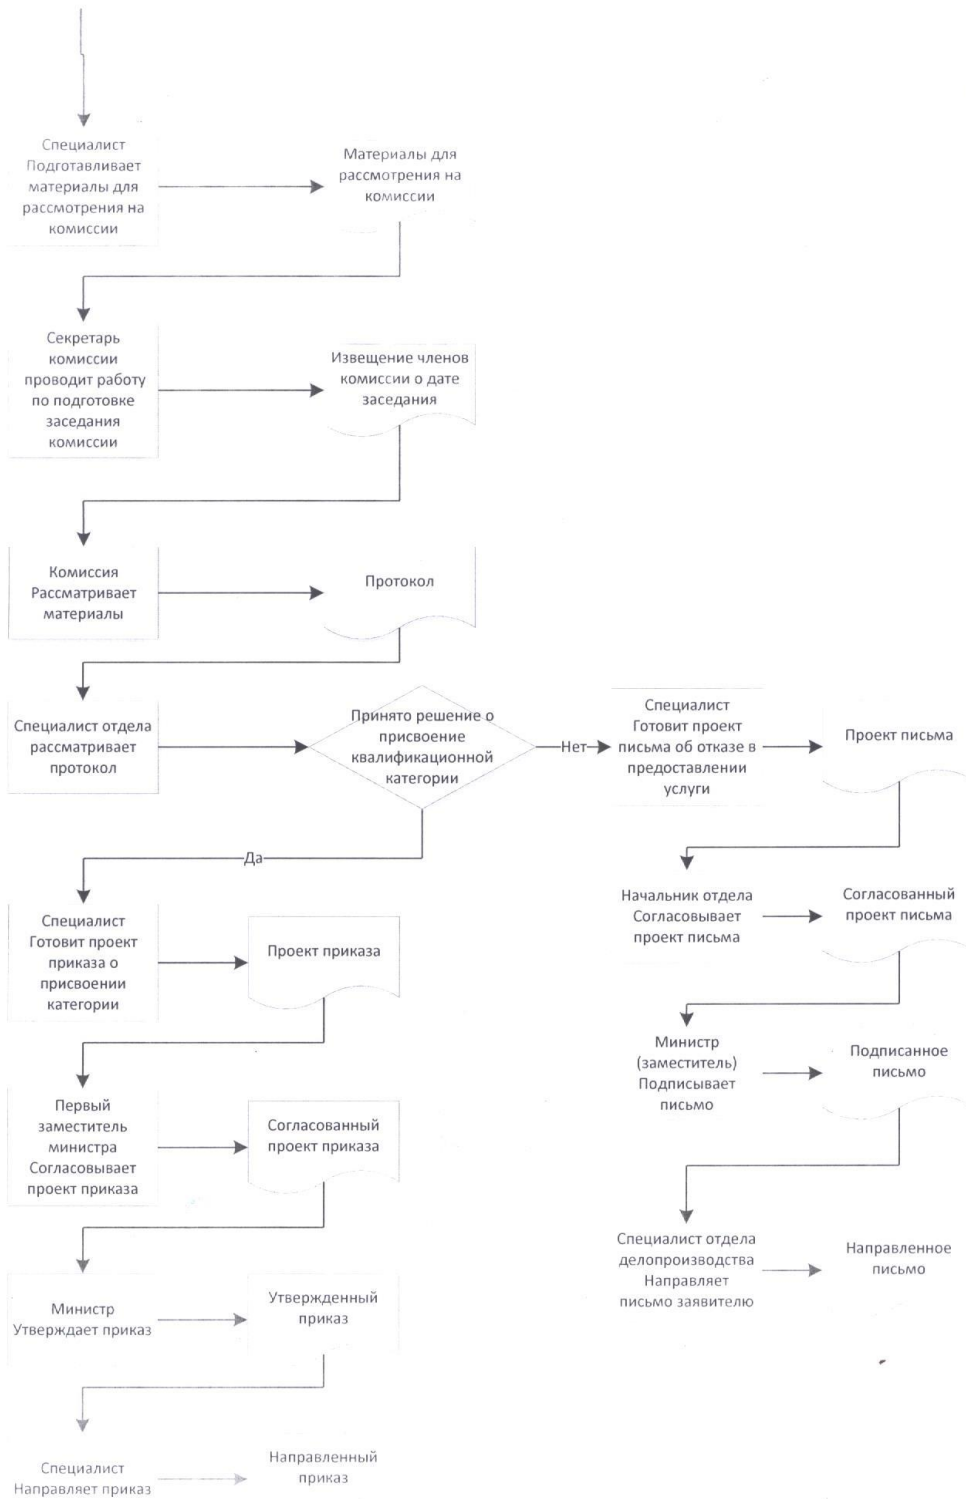 Специалист
Подготавливает
материалы для
рассмотрения на
комиссии
Материалы для
рассмотрения на
комиссии
Секретарь
комиссии
проводит работу
по подготовке
заседания
комиссии
Извещение членов
комиссии о дате
заседания
Комиссия
Рассматривает
материалы
Протокол
Специалист отдела
рассматривает
протокол
Принято решение о
присвоение
квалификационной
категории
Нет
Специалист
Готовит проект
письма об отказе в
предоставлении
услуги
Проект письма
Да
Начальник отдела
Согласовывает
проект письма
Согласованный
проект письма
Специалист
Готовит проект
приказа о
присвоении
категории
Проект приказа
Министр
(заместитель)
Подписывает
письмо
Подписанное
письмо
Первый
заместитель
министра
Согласовывает
проект приказа
Согласованный
проект приказа
Специалист отдела
делопроизводства
Направляет
письмо заявителю
Направленное
письмо
Министр
Утверждает приказ
Утвержденный
приказ
Специалист
Направляет приказ
Направленный
приказ